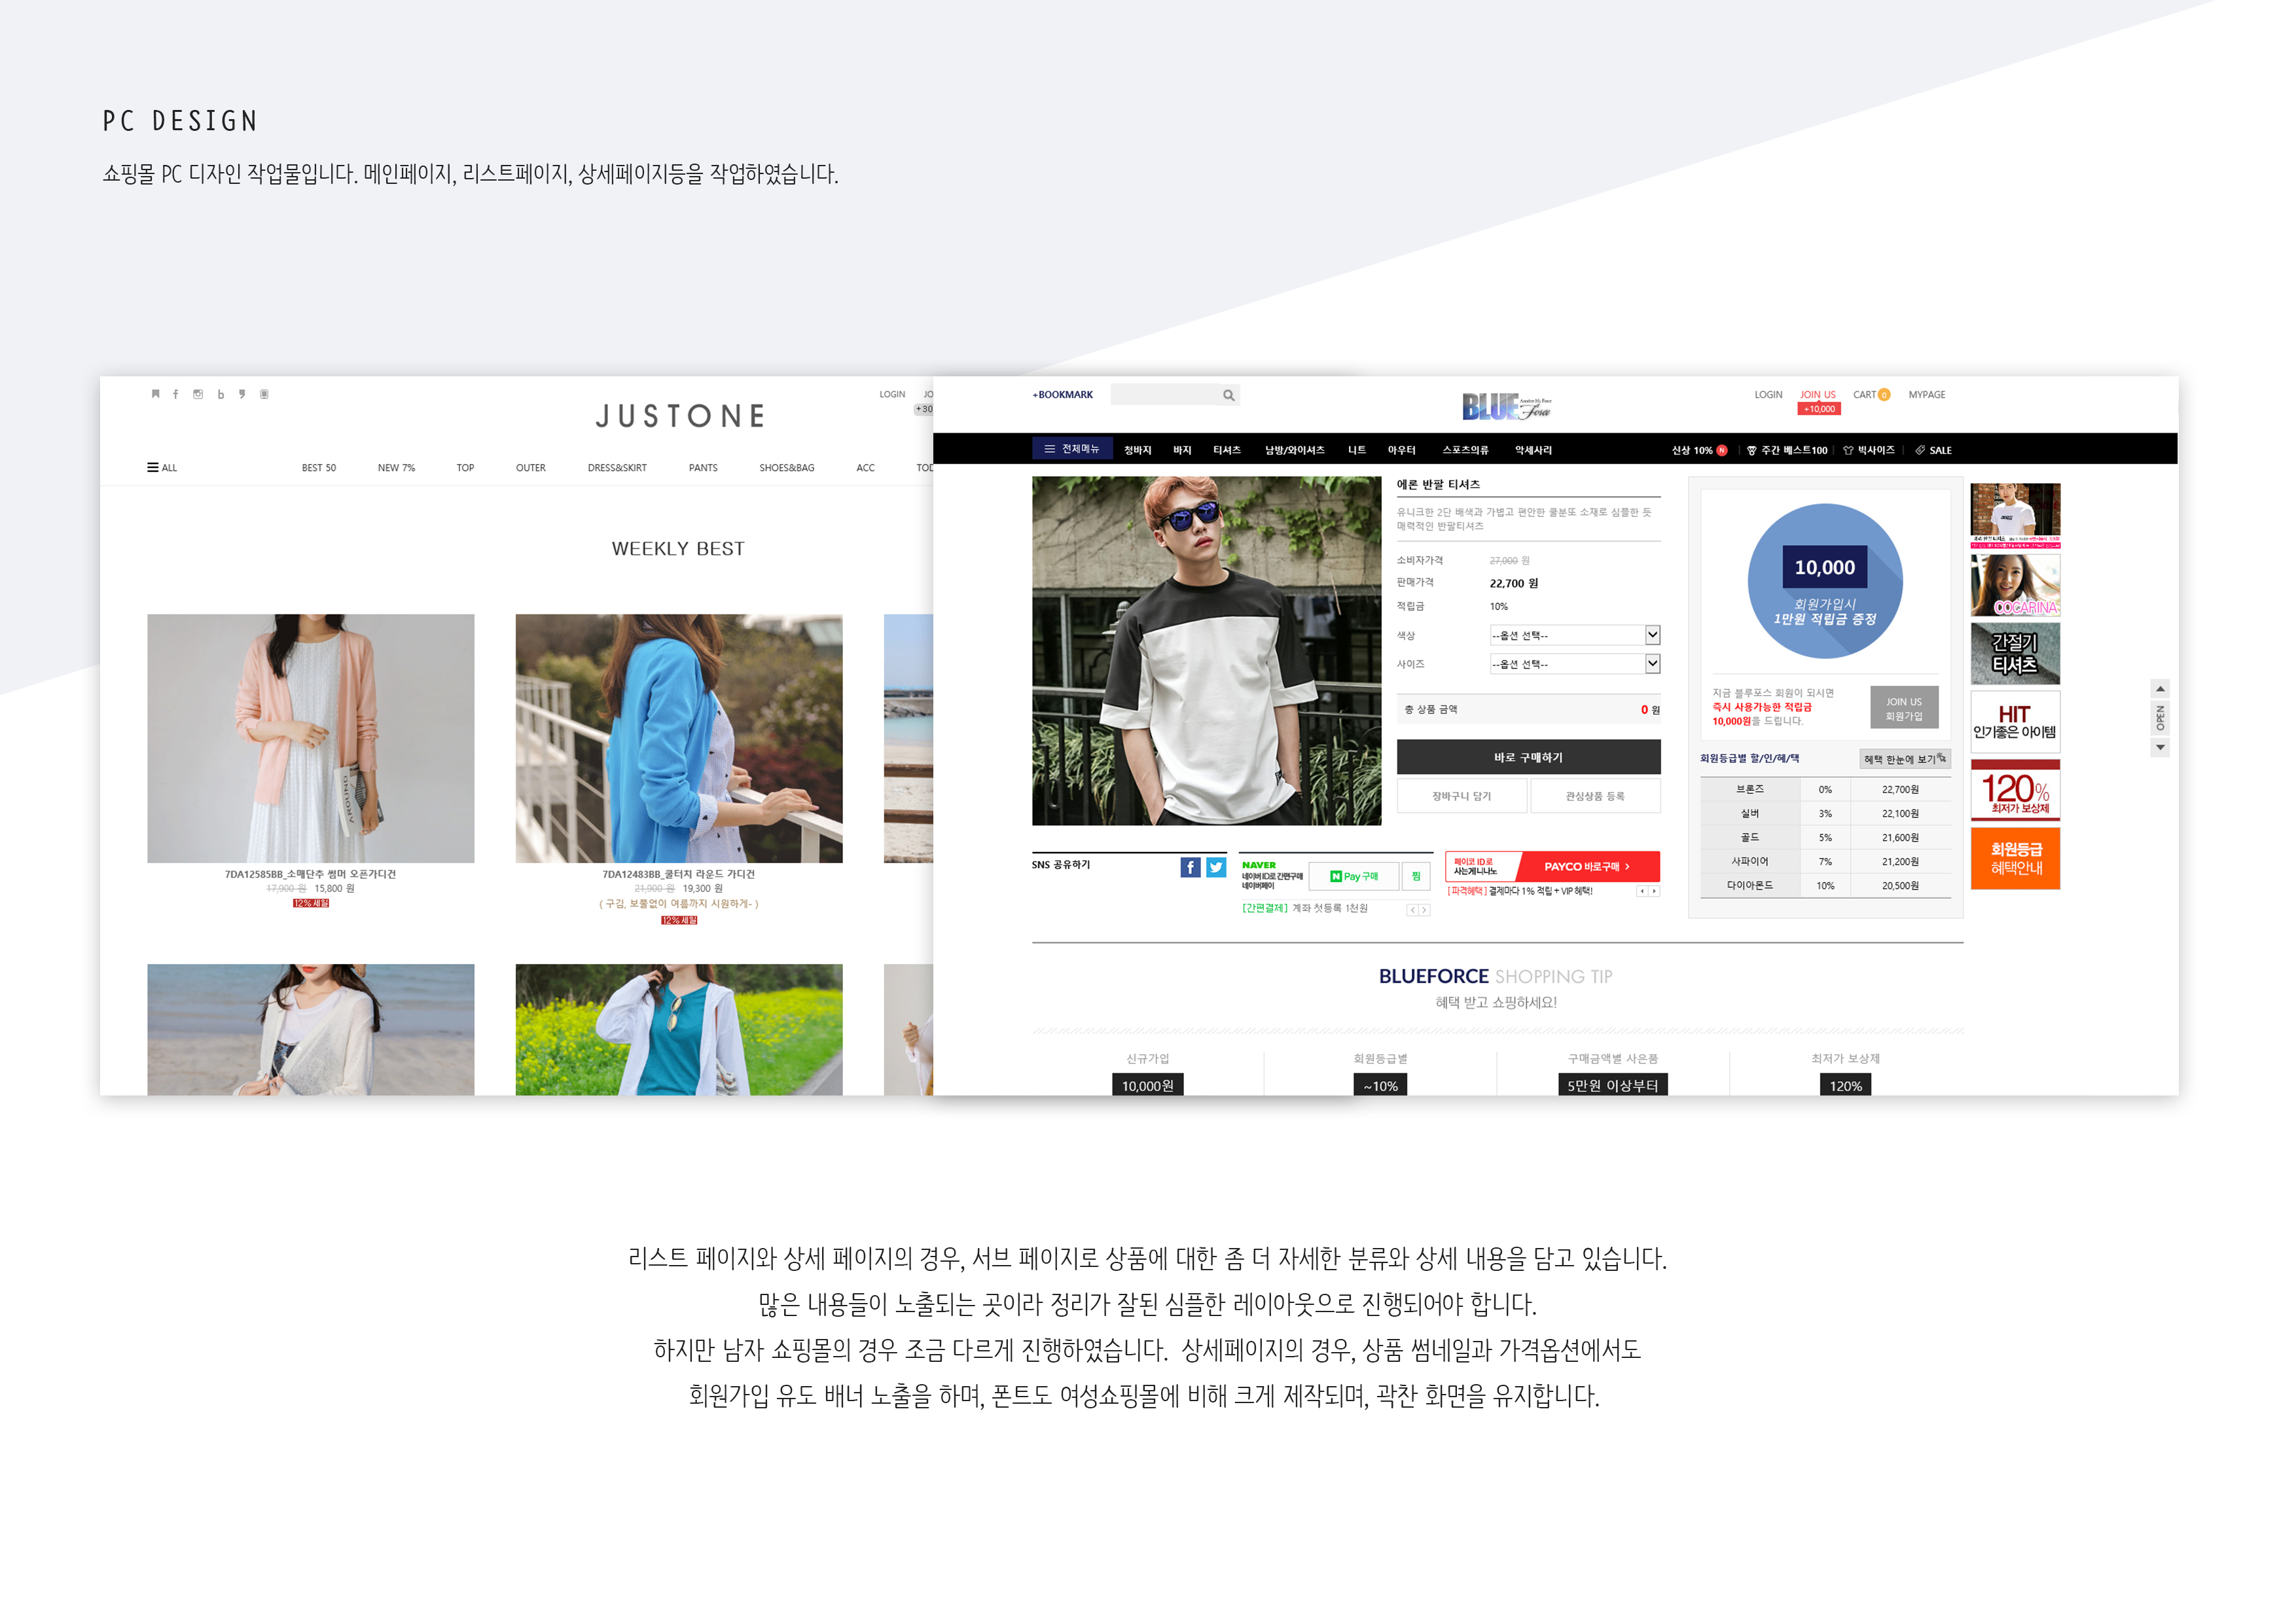 PC DESIGN
쇼핑몰 PC 디자인 작업물입니다. 메인페이지, 리스트페이지, 상세페이지등을 작업하였습니다.
LOGIN JO
+30
JUSTONE
ALL BEST 50 NEW 7% TOP OUTER DRESS&SKIRT PANTS SHOES&BAG ACC TOD
WEEKLY BEST
7DA12585BB_소매단추 썸머 오픈가디건
17,900 원 15,800 원
12%세일
7DA12483BB_쿨터치 라운드 가디건
21,900 원 19,300 원
( 구김, 보풀없이 여름까지 시원하게~ )
12%세일
+BOOKMARK
BLUE Force
LOGIN JOIN US CART 0 MYPAGE
+10,000
전체메뉴 청바지 바지 티셔츠 남방/와이셔츠 니트 아우터 스포츠의류 악세사리 신상 10% N 주간 베스트100 빅사이즈 SALE
에론 반팔 티셔츠
유니크한 2단 배색과 가볍고 편안한 쿨분또 소재로 심플한 듯
매력적인 반팔티셔츠
소비자가격 27,000 원
판매가격 22,700 원
적립금 10%
색상 --옵션 선택--
사이즈 --옵션 선택--
총 상품 금액 0 원
바로 구매하기
장바구니 담기 관심상품 등록
SNS 공유하기
NAVER
네이버ID로 간편구매
네이버페이
N Pay 구매 찜
[간편결제] 계좌 첫등록 1천원
페이코 ID로
사는게니나노
PAYCO 바로구매 >
[파격혜택] 결제마다 1% 적립 + VIP 혜택!
10,000
회원가입시
1만원 적립금 증정
지금 블루포스 회원이 되시면
즉시 사용가능한 적립금
10,000원을 드립니다.
JOIN US
회원가입
회원등급별 할/인/혜/택 혜택 한눈에 보기
브론즈 0% 22,700원
실버 3% 22,100원
골드 5% 21,600원
사파이어 7% 21,200원
다이아몬드 10% 20,500원
COCARINA
간절기
티셔츠
HIT
인기좋은 아이템
120%
최저가 보상제
회원등급
혜택안내
OPEN
BLUEFORCE SHOPPING TIP
혜택 받고 쇼핑하세요!
신규가입 회원등급별 구매금액별 사은품 최저가 보상제
10,000원 ~10% 5만원 이상부터 120%
리스트 페이지와 상세 페이지의 경우, 서브 페이지로 상품에 대한 좀 더 자세한 분류와 상세 내용을 담고 있습니다.
많은 내용들이 노출되는 곳이라 정리가 잘된 심플한 레이아웃으로 진행되어야 합니다.
하지만 남자 쇼핑몰의 경우 조금 다르게 진행하였습니다. 상세페이지의 경우, 상품 썸네일과 가격옵션에서도
회원가입 유도 배너 노출을 하며, 폰트도 여성쇼핑몰에 비해 크게 제작되며, 곽찬 화면을 유지합니다.